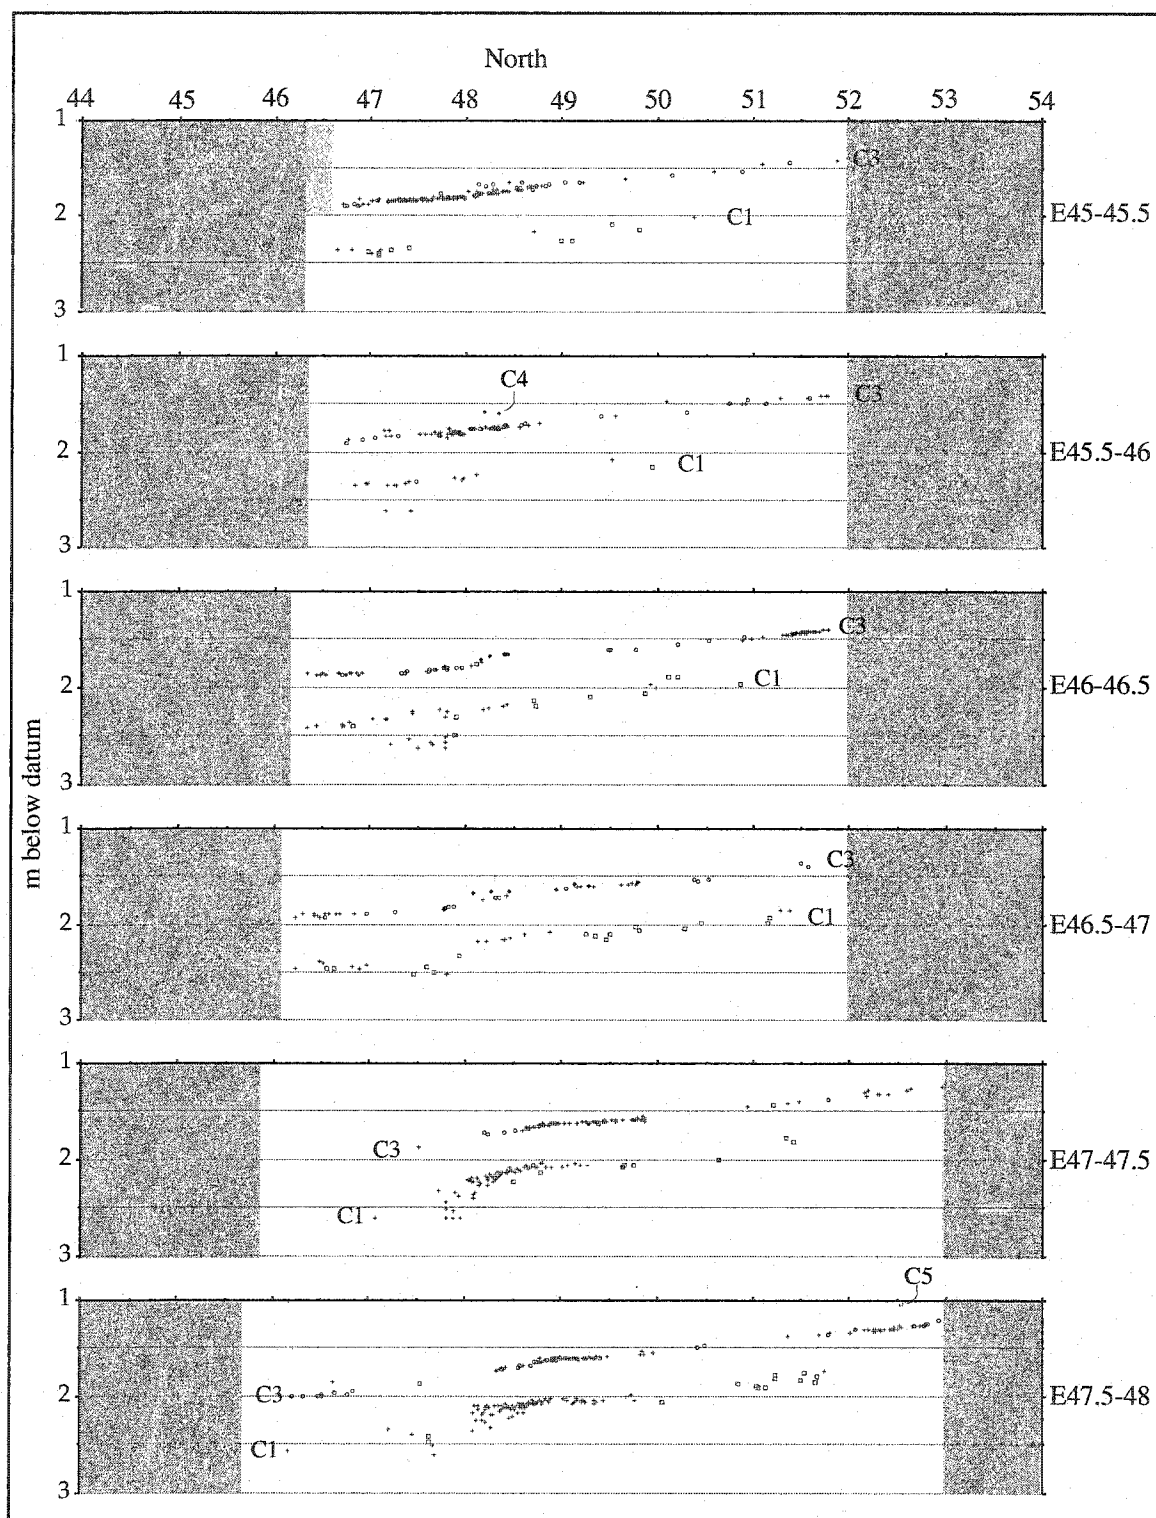 North
44 45 46 47 48 49 50 51 52 53 54
1
C3
2
C1
E45-45.5
3
1
C4
C3
2
C1
E45.5-46
3
1
C3
2
C1
E46-46.5
3
m below datum
1
C3
2
C1
E46.5-47
3
1
C3
2
E47-47.5
C1
3
C5
1
C3
2
E47.5-48
C1
3